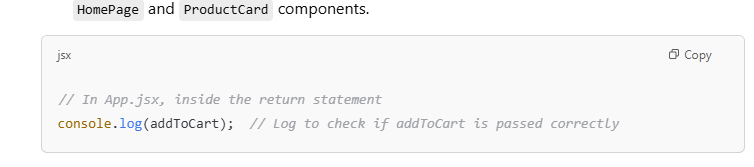 HomePage and ProductCard components.
jsx
Copy
// In App.jsx, inside the return statement
console.log(addToCart);  // Log to check if addToCart is passed correctly